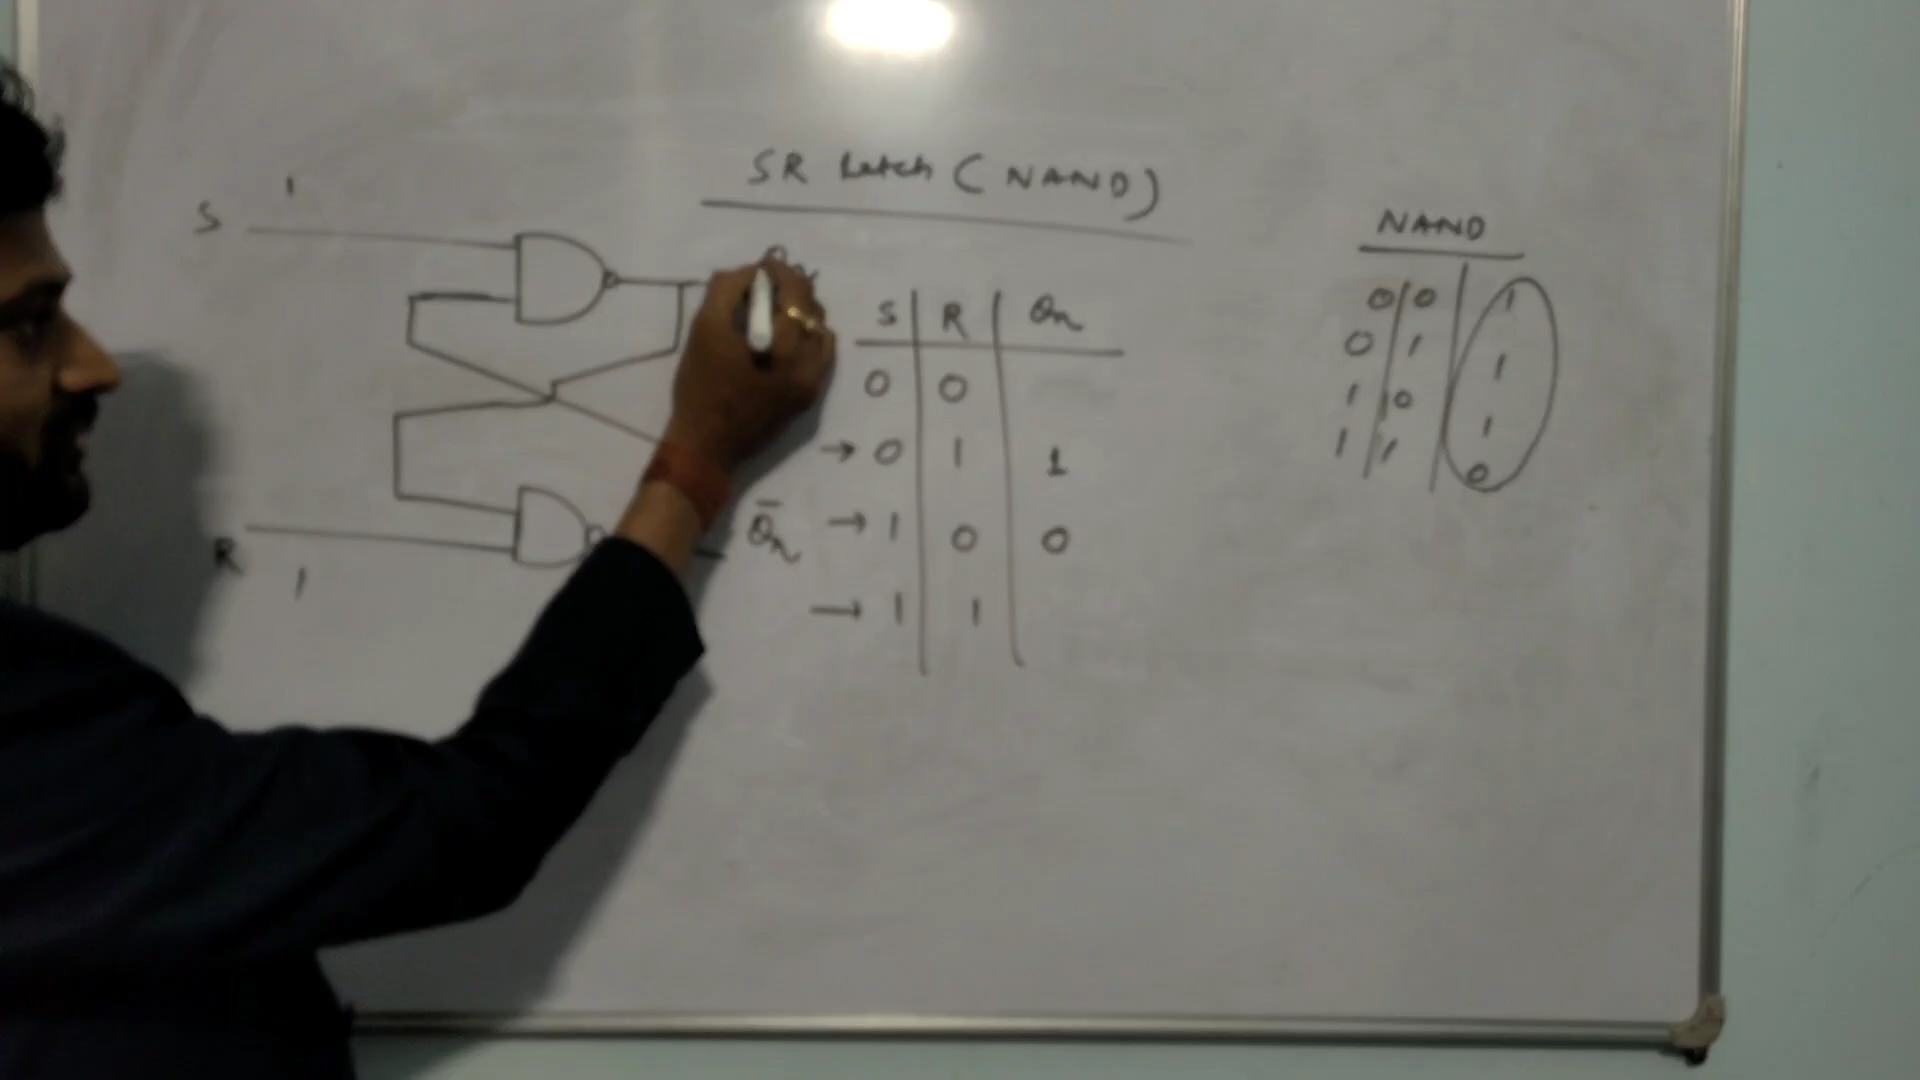 SR Latch (NAND)
S 1
Qn
R 1
Q̄n
S R Qn
0 0
→ 0 1 1
→ 1 0 0
→ 1 1
NAND
0 0 1
0 1 1
1 0 1
1 1 0